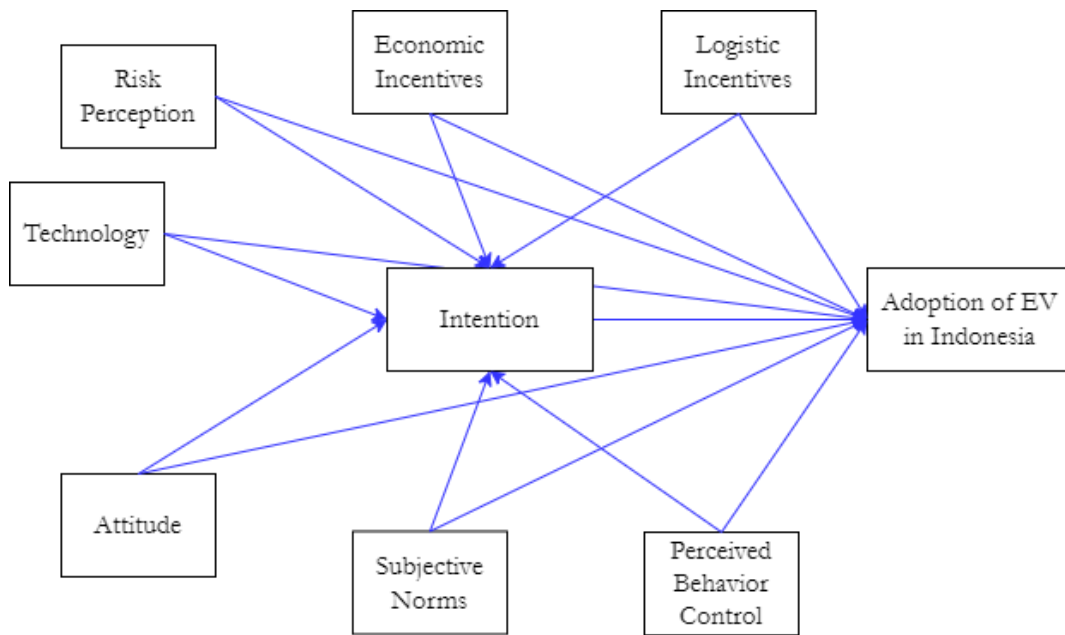 Risk
Perception
Economic
Incentives
Logistic
Incentives
Technology
Intention
Adoption of EV
in Indonesia
Attitude
Subjective
Norms
Perceived
Behavior
Control